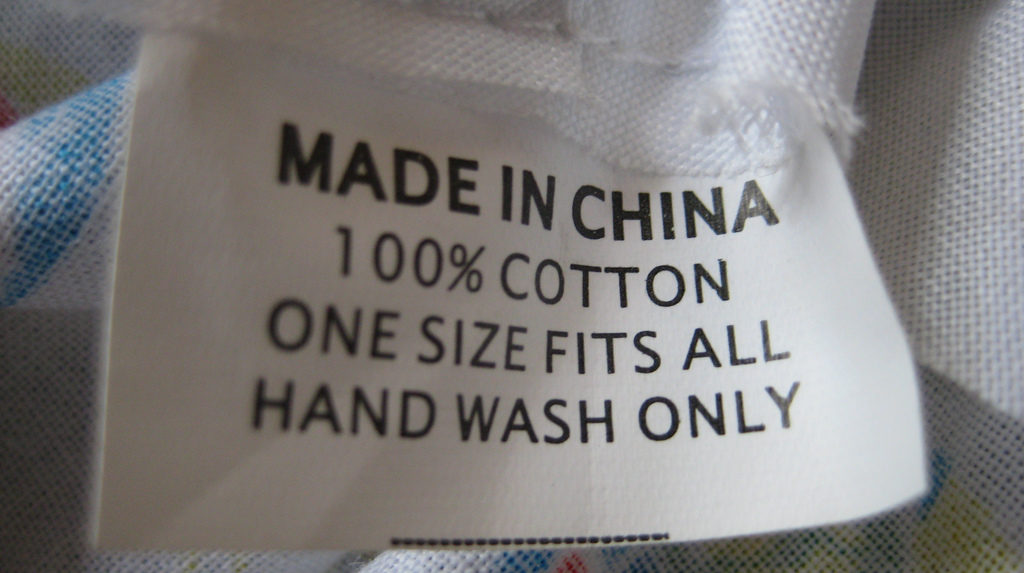 MADE IN CHINA
100% COTTON
ONE SIZE FITS ALL
HAND WASH ONLY